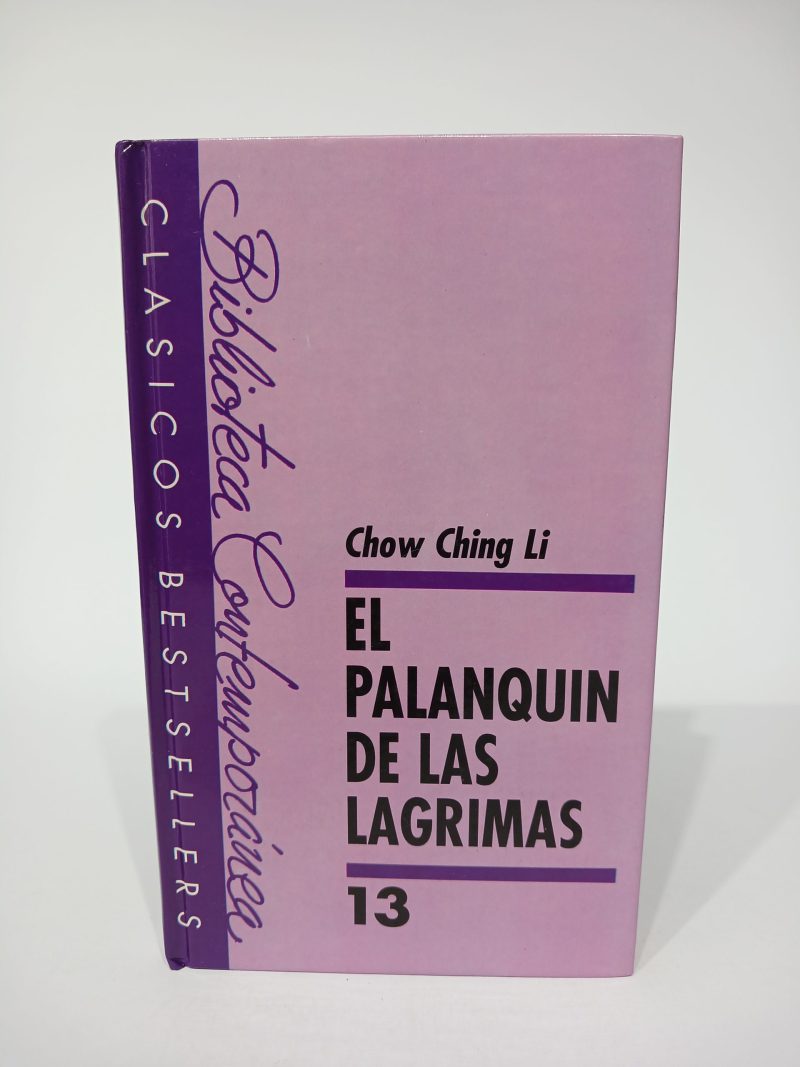 CLASICOS BESTSELLERS
Biblioteca Contemporánea
Chow Ching Li
EL
PALANQUIN
DE LAS
LAGRIMAS
13